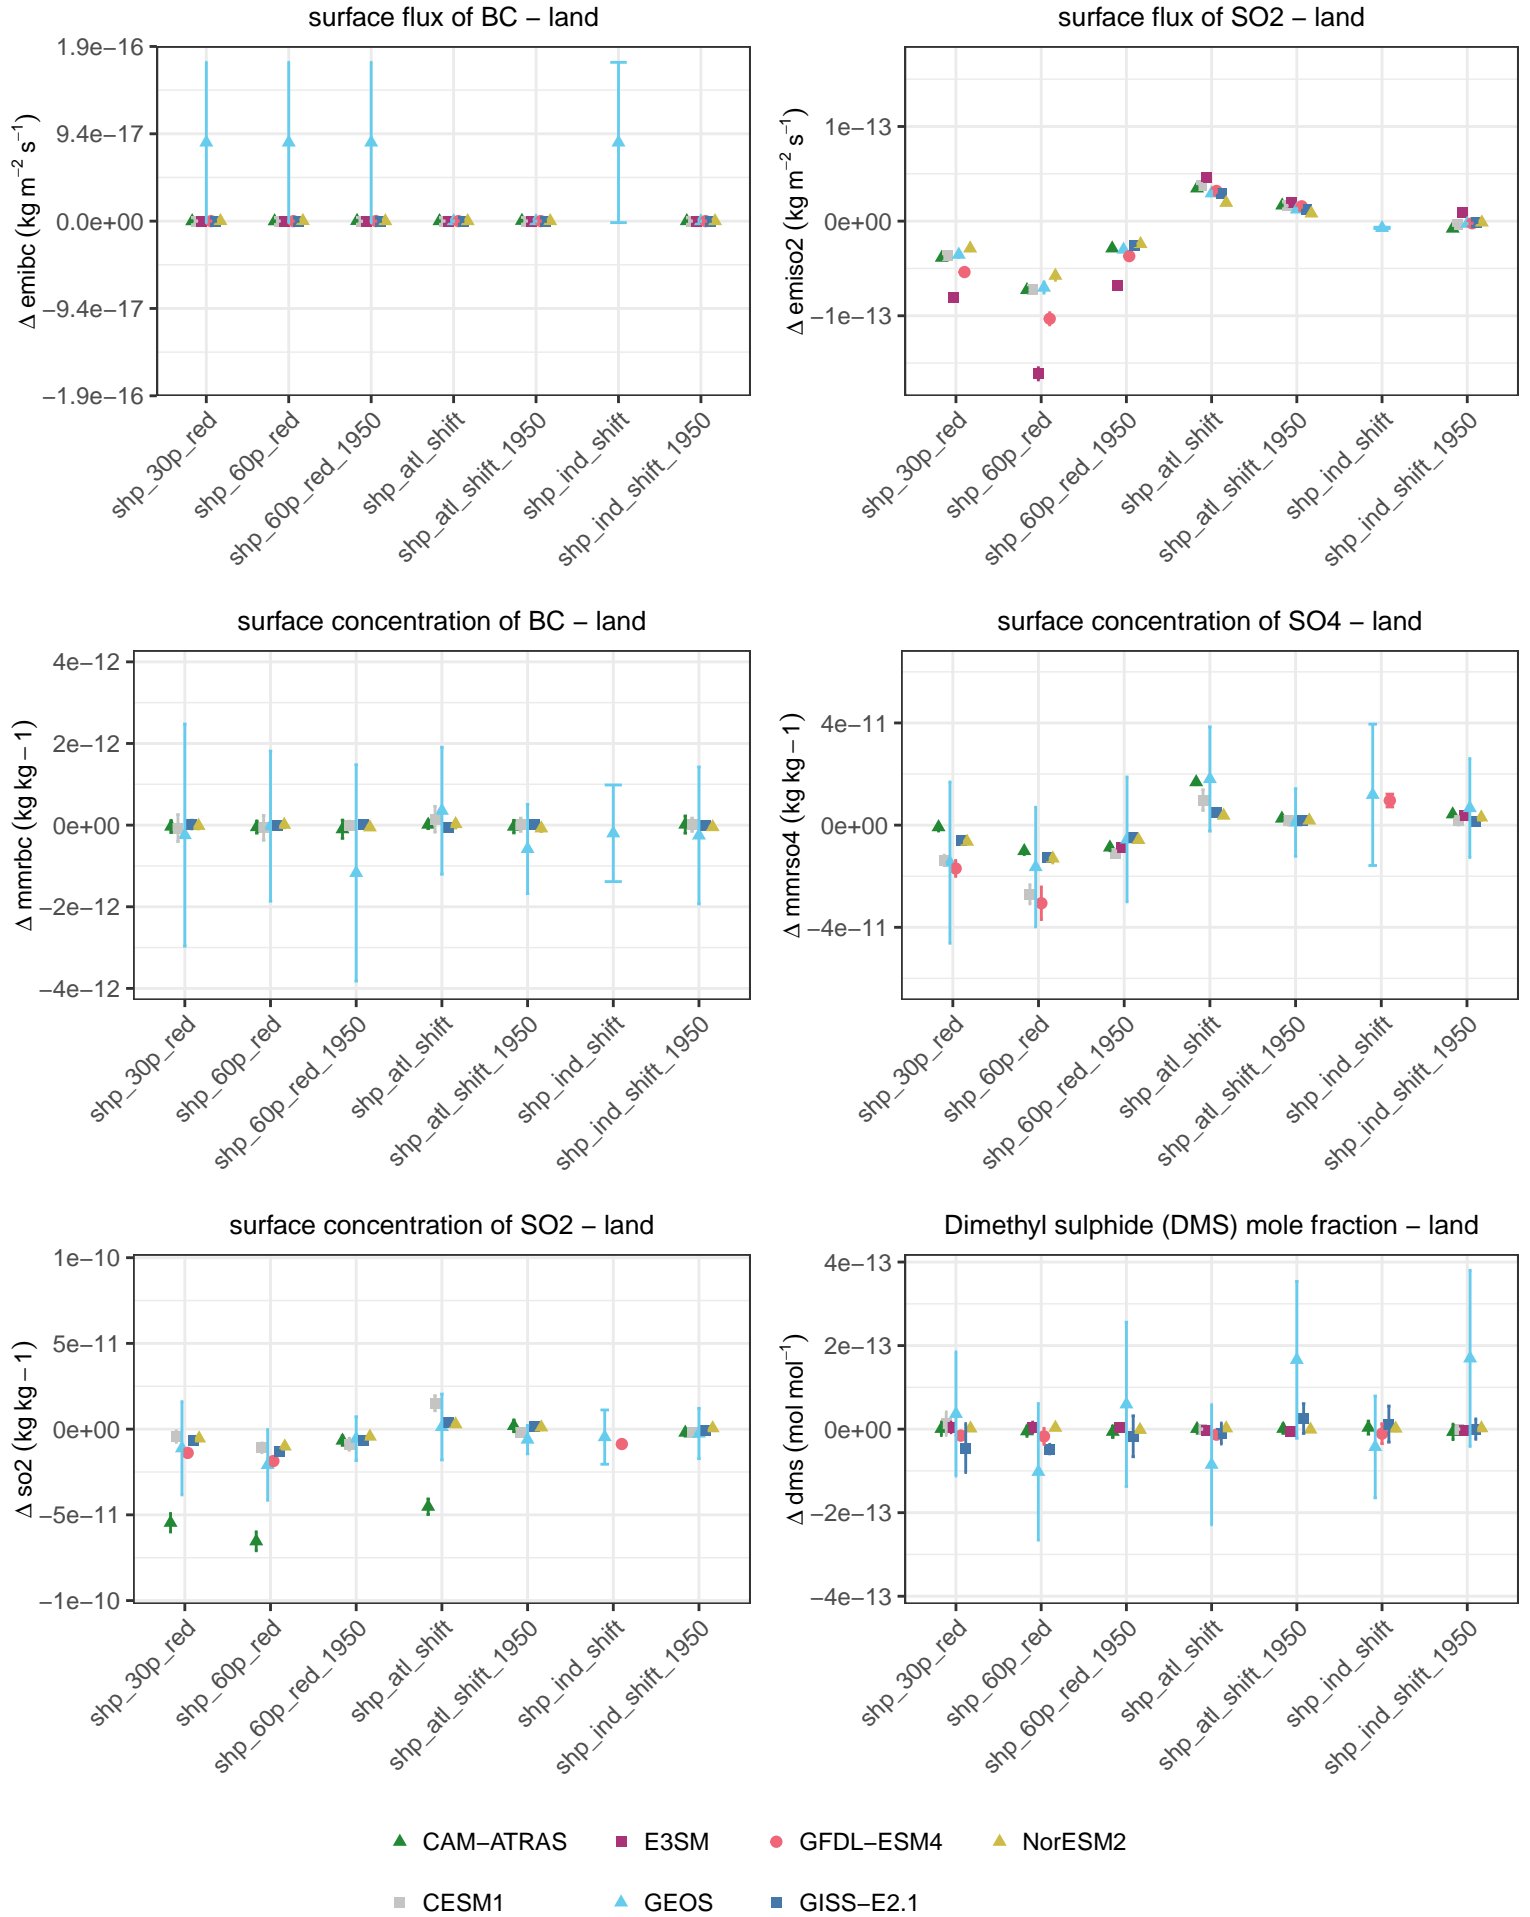 surface flux of BC − land
Δ emibc (kg m−2 s−1)
1.9e−16
9.4e−17
0.0e+00
−9.4e−17
−1.9e−16
shp_30p_red
shp_60p_red
shp_60p_red_1950
shp_atl_shift
shp_atl_shift_1950
shp_ind_shift
shp_ind_shift_1950
surface flux of SO2 − land
Δ emiso2 (kg m−2 s−1)
1e−13
0e+00
−1e−13
shp_30p_red
shp_60p_red
shp_60p_red_1950
shp_atl_shift
shp_atl_shift_1950
shp_ind_shift
shp_ind_shift_1950
surface concentration of BC − land
Δ mmrbc (kg kg − 1)
4e−12
2e−12
0e+00
−2e−12
−4e−12
shp_30p_red
shp_60p_red
shp_60p_red_1950
shp_atl_shift
shp_atl_shift_1950
shp_ind_shift
shp_ind_shift_1950
surface concentration of SO4 − land
Δ mmrso4 (kg kg − 1)
4e−11
0e+00
−4e−11
shp_30p_red
shp_60p_red
shp_60p_red_1950
shp_atl_shift
shp_atl_shift_1950
shp_ind_shift
shp_ind_shift_1950
surface concentration of SO2 − land
Δ so2 (kg kg − 1)
1e−10
5e−11
0e+00
−5e−11
−1e−10
shp_30p_red
shp_60p_red
shp_60p_red_1950
shp_atl_shift
shp_atl_shift_1950
shp_ind_shift
shp_ind_shift_1950
Dimethyl sulphide (DMS) mole fraction − land
Δ dms (mol mol−1)
4e−13
2e−13
0e+00
−2e−13
−4e−13
shp_30p_red
shp_60p_red
shp_60p_red_1950
shp_atl_shift
shp_atl_shift_1950
shp_ind_shift
shp_ind_shift_1950
CAM−ATRAS E3SM GFDL−ESM4 NorESM2
CESM1 GEOS GISS−E2.1